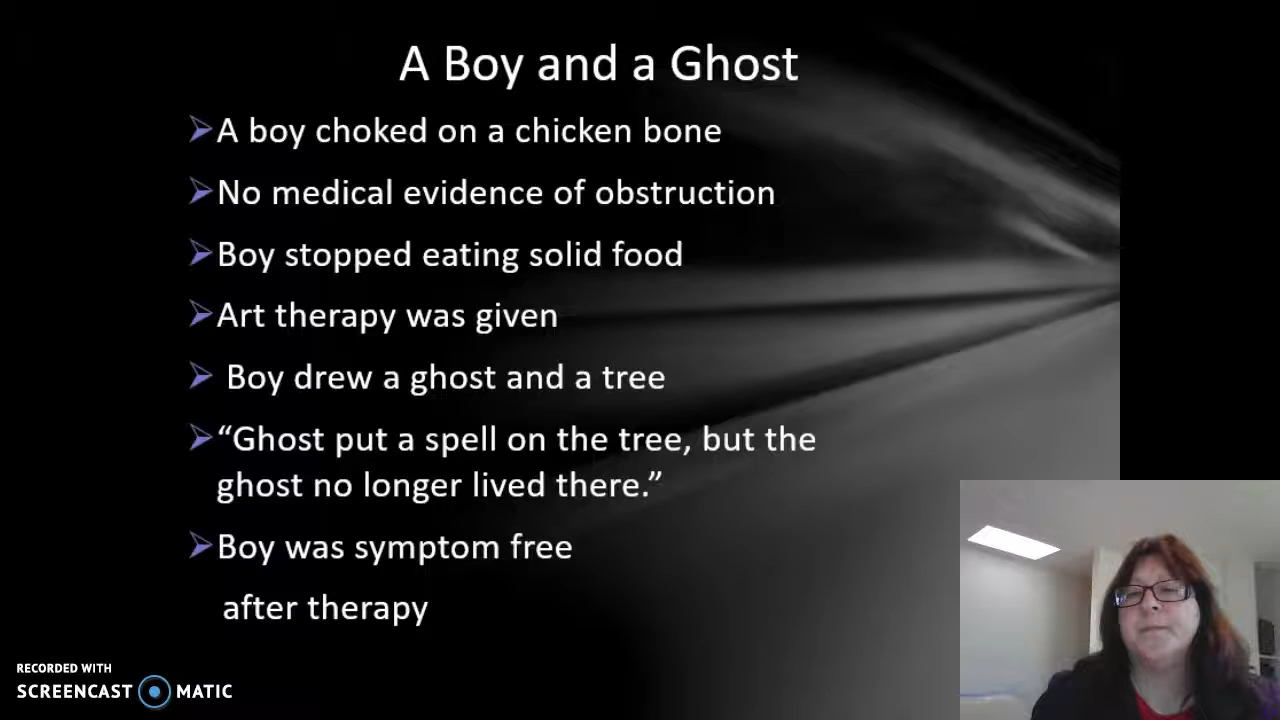 A Boy and a Ghost
A boy choked on a chicken bone
No medical evidence of obstruction
Boy stopped eating solid food
Art therapy was given
Boy drew a ghost and a tree
“Ghost put a spell on the tree, but the
ghost no longer lived there.”
Boy was symptom free
after therapy
RECORDED WITH
SCREENCAST MATIC